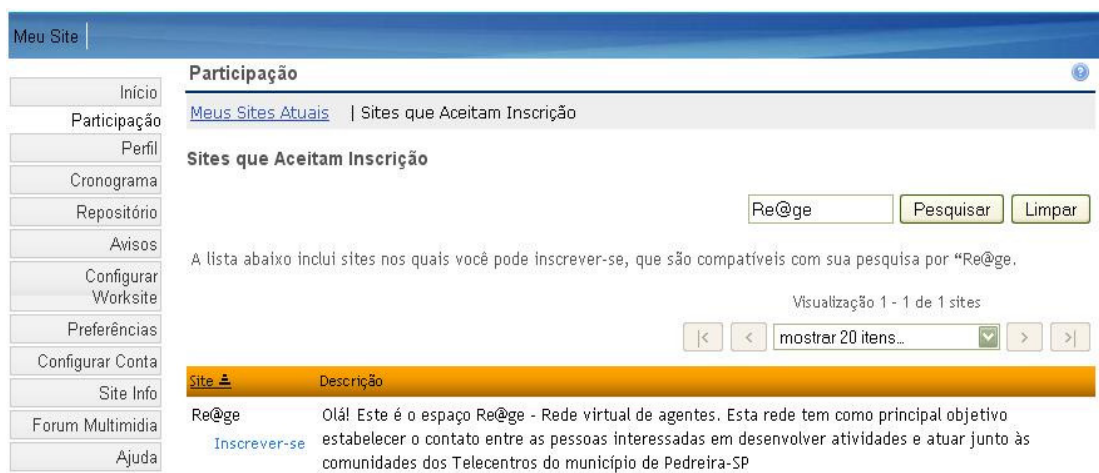 Meu Site
Início
Participação
Perfil
Cronograma
Repositório
Avisos
Configurar
Worksite
Preferências
Configurar Conta
Site Info
Forum Multimidia
Ajuda
Participação
Meus Sites Atuais | Sites que Aceitam Inscrição
Sites que Aceitam Inscrição
Re@ge Pesquisar Limpar
A lista abaixo inclui sites nos quais você pode inscrever-se, que são compatíveis com sua pesquisa por “Re@ge.
Visualização 1 - 1 de 1 sites
|< < mostrar 20 itens... > >|
Site Descrição
Re@ge
Inscrever-se
Olá! Este é o espaço Re@ge - Rede virtual de agentes. Esta rede tem como principal objetivo
estabelecer o contato entre as pessoas interessadas em desenvolver atividades e atuar junto às
comunidades dos Telecentros do município de Pedreira-SP